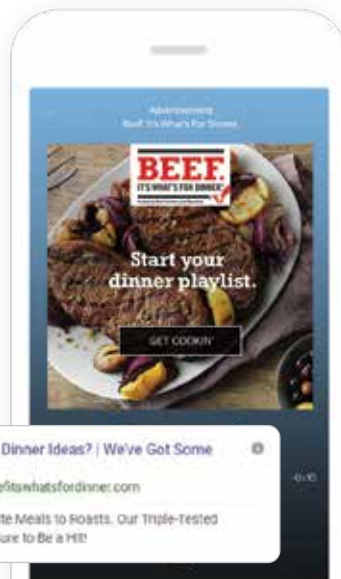 Advertisement
Beef. It's What's For Dinner.
BEEF.
IT'S WHAT'S FOR DINNER.
Start your
dinner playlist.
GET COOKIN'
Dinner Ideas? | We've Got Some
efitswhatsfordinner.com
-0:15
te Meals to Roasts. Our Triple-Tested
ure to Be a Hit!